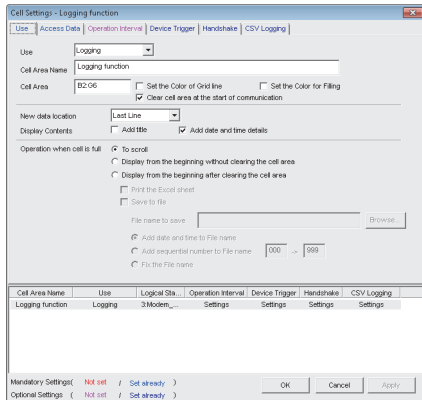 Cell Settings - Logging function
Use Access Data Operation Interval Device Trigger Handshake CSV Logging
Use Logging
Cell Area Name Logging function
Cell Area B2:G6 Set the Color of Grid line Set the Color for Filling
Clear cell area at the start of communication
New data location Last Line
Display Contents Add title Add date and time details
Operation when cell is full To scroll
Display from the beginning without clearing the cell area
Display from the beginning after clearing the cell area
Print the Excel sheet
Save to file
File name to save Browse...
Add date and time to File name
Add sequential number to File name 000 -> 999
Fix the File name
Cell Area Name Use Logical Sta... Operation Interval Device Trigger Handshake CSV Logging
Logging function Logging 3:Modem_... Settings Settings Settings Settings
Mandatory Settings( Not set / Set already )
Optional Settings ( Not set / Set already )
OK Cancel Apply